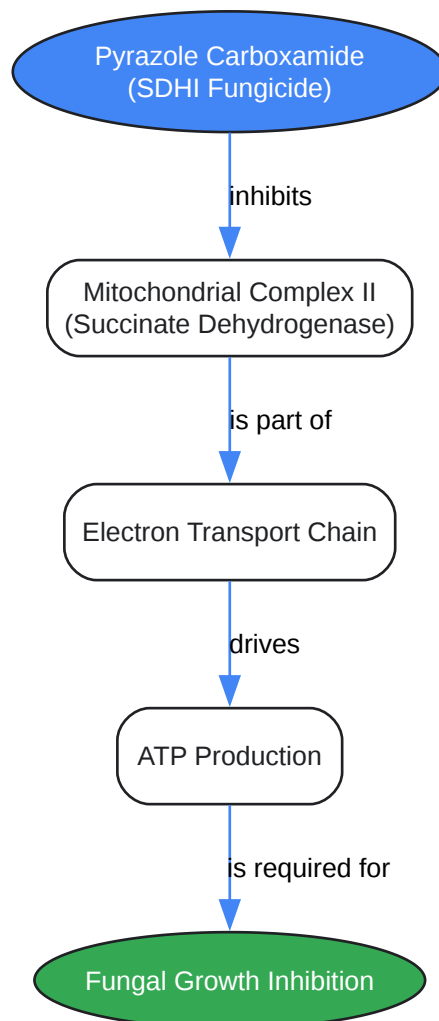 Pyrazole Carboxamide
(SDHI Fungicide)
inhibits
Mitochondrial Complex II
(Succinate Dehydrogenase)
is part of
Electron Transport Chain
drives
ATP Production
is required for
Fungal Growth Inhibition